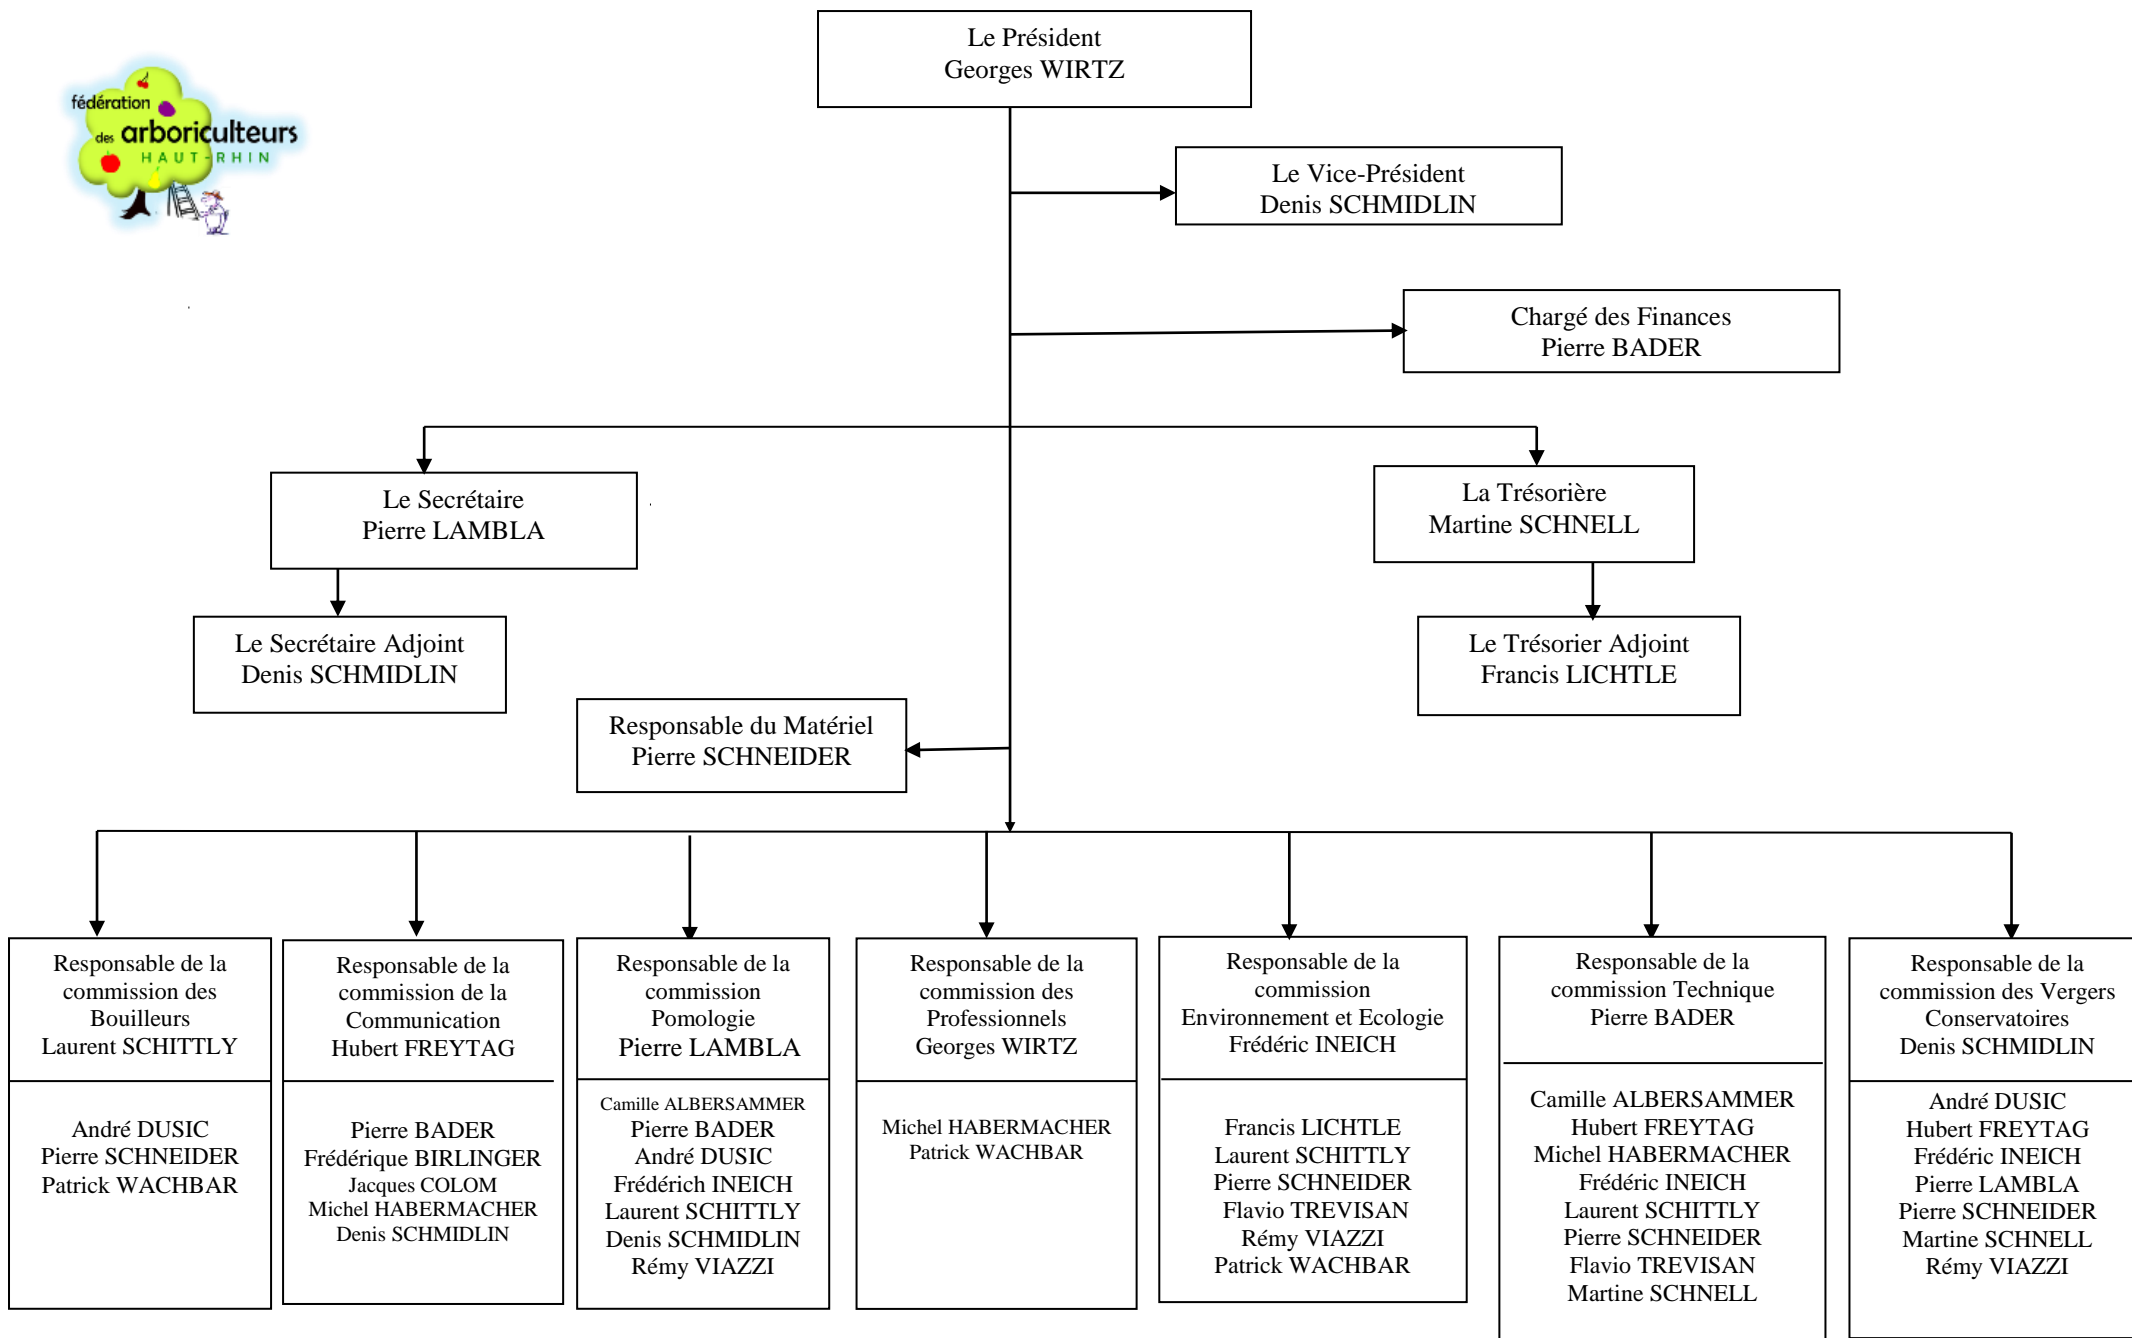 Le Président
Georges WIRTZ
fédération
des arboriculteurs
HAUT-RHIN
Le Vice-Président
Denis SCHMIDLIN
Chargé des Finances
Pierre BADER
Le Secrétaire
Pierre LAMBLA
La Trésorière
Martine SCHNELL
Le Secrétaire Adjoint
Denis SCHMIDLIN
Le Trésorier Adjoint
Francis LICHTLE
Responsable du Matériel
Pierre SCHNEIDER
Responsable de la
commission des
Bouilleurs
Laurent SCHITTLY
André DUSIC
Pierre SCHNEIDER
Patrick WACHBAR
Responsable de la
commission de la
Communication
Hubert FREYTAG
Pierre BADER
Frédérique BIRLINGER
Jacques COLOM
Michel HABERMACHER
Denis SCHMIDLIN
Responsable de la
commission
Pomologie
Pierre LAMBLA
Camille ALBERSAMMER
Pierre BADER
André DUSIC
Frédérich INEICH
Laurent SCHITTLY
Denis SCHMIDLIN
Rémy VIAZZI
Responsable de la
commission des
Professionnels
Georges WIRTZ
Michel HABERMACHER
Patrick WACHBAR
Responsable de la
commission
Environnement et Ecologie
Frédéric INEICH
Francis LICHTLE
Laurent SCHITTLY
Pierre SCHNEIDER
Flavio TREVISAN
Rémy VIAZZI
Patrick WACHBAR
Responsable de la
commission Technique
Pierre BADER
Camille ALBERSAMMER
Hubert FREYTAG
Michel HABERMACHER
Frédéric INEICH
Laurent SCHITTLY
Pierre SCHNEIDER
Flavio TREVISAN
Martine SCHNELL
Responsable de la
commission des Vergers
Conservatoires
Denis SCHMIDLIN
André DUSIC
Hubert FREYTAG
Frédéric INEICH
Pierre LAMBLA
Pierre SCHNEIDER
Martine SCHNELL
Rémy VIAZZI